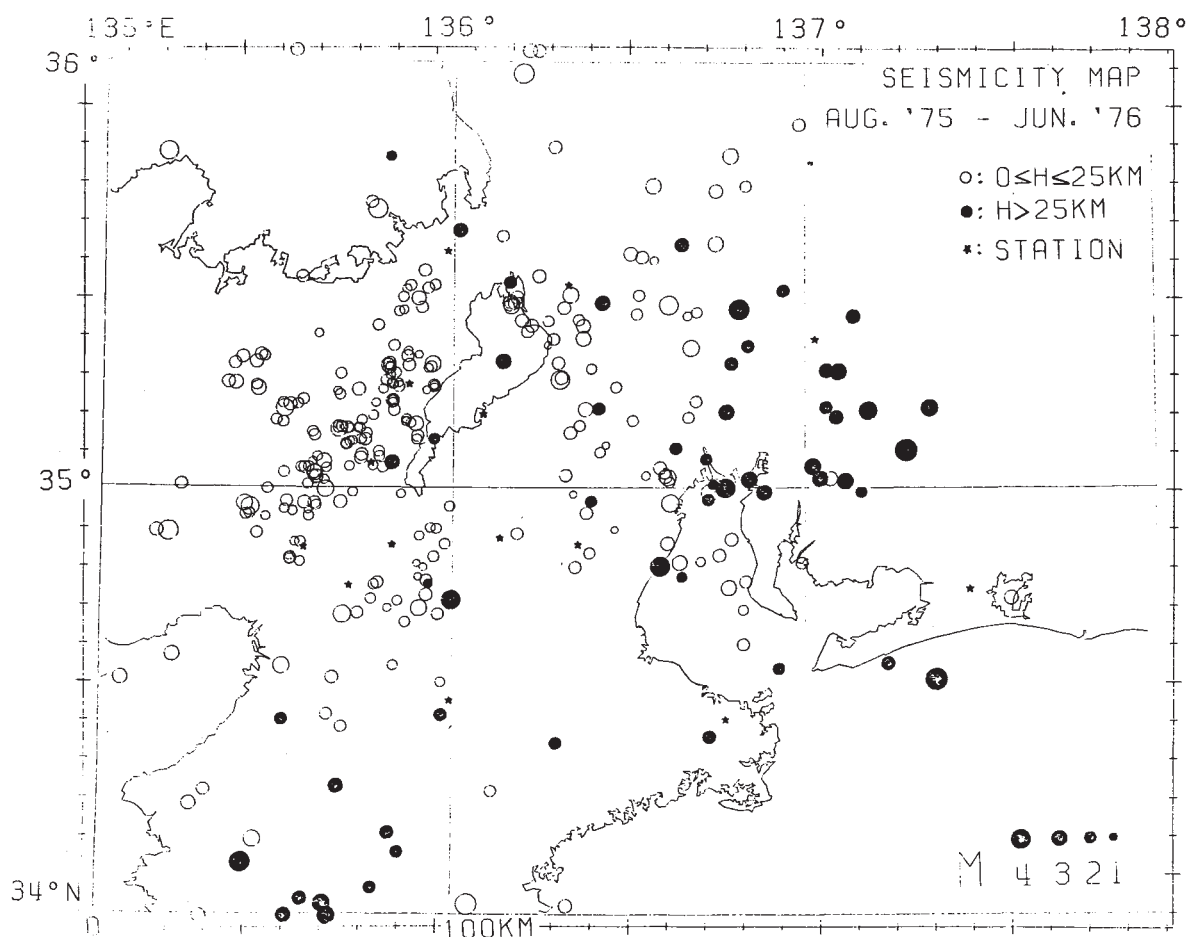 135°E 136° 137° 138°
36°
SEISMICITY MAP
AUG. '75 - JUN. '76
○: 0≤H≤25KM
●: H>25KM
★: STATION
35°
M 4 3 2 1
34°N
0 100KM